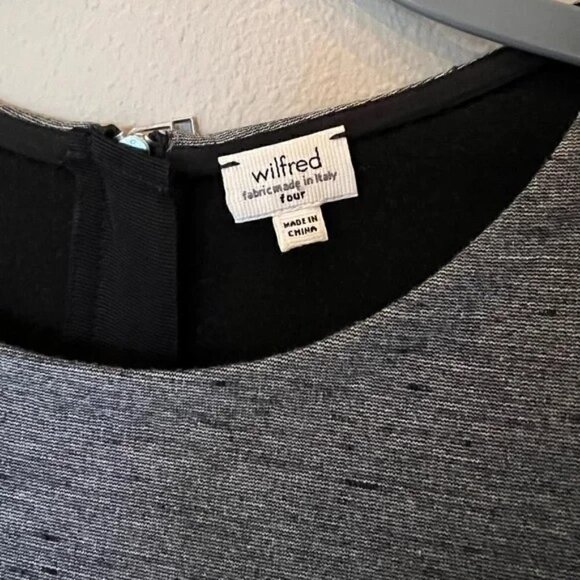 wilfred
fabric made in Italy
four
MADE IN
CHINA